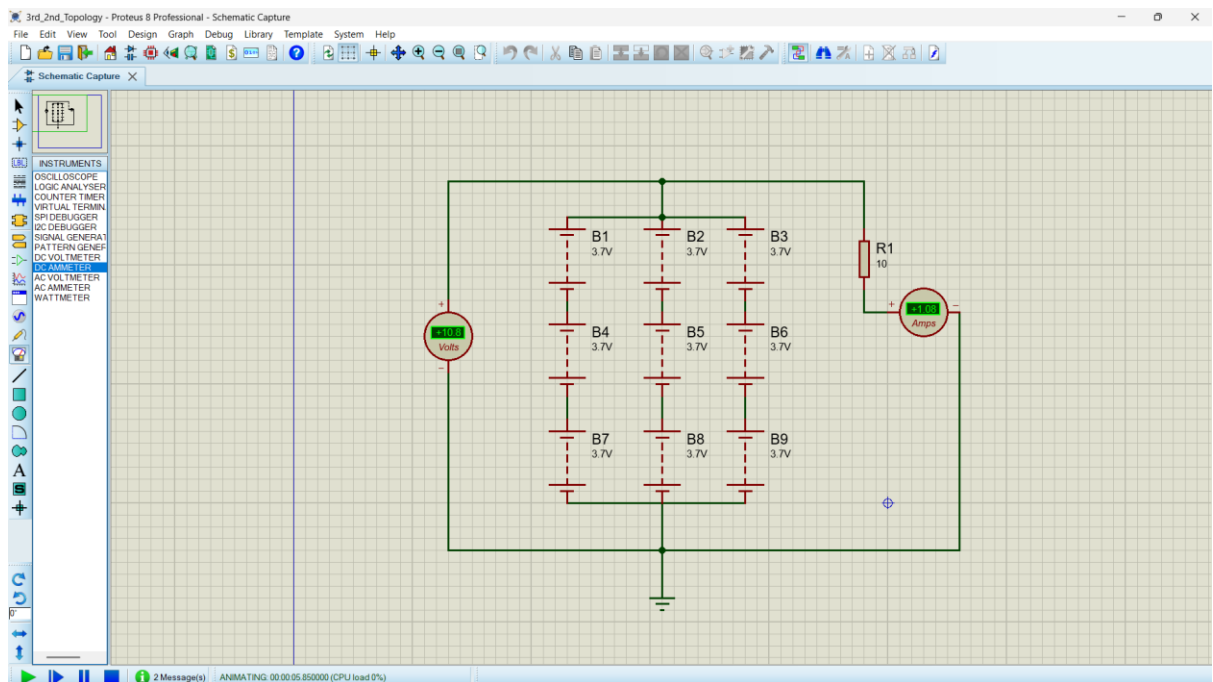 3rd_2nd_Topology - Proteus 8 Professional - Schematic Capture
File Edit View Tool Design Graph Debug Library Template System Help
Schematic Capture
INSTRUMENTS
OSCILLOSCOPE
LOGIC ANALYSER
COUNTER TIMER
VIRTUAL TERMIN
SPI DEBUGGER
I2C DEBUGGER
SIGNAL GENERAT
PATTERN GENEF
DC VOLTMETER
DC AMMETER
AC VOLTMETER
AC AMMETER
WATTMETER
B1
3.7V
B2
3.7V
B3
3.7V
R1
10
+1.08
Amps
B4
3.7V
B5
3.7V
B6
3.7V
+10.8
Volts
B7
3.7V
B8
3.7V
B9
3.7V
0°
2 Message(s) ANIMATING: 00:00:05.850000 (CPU load 0%)